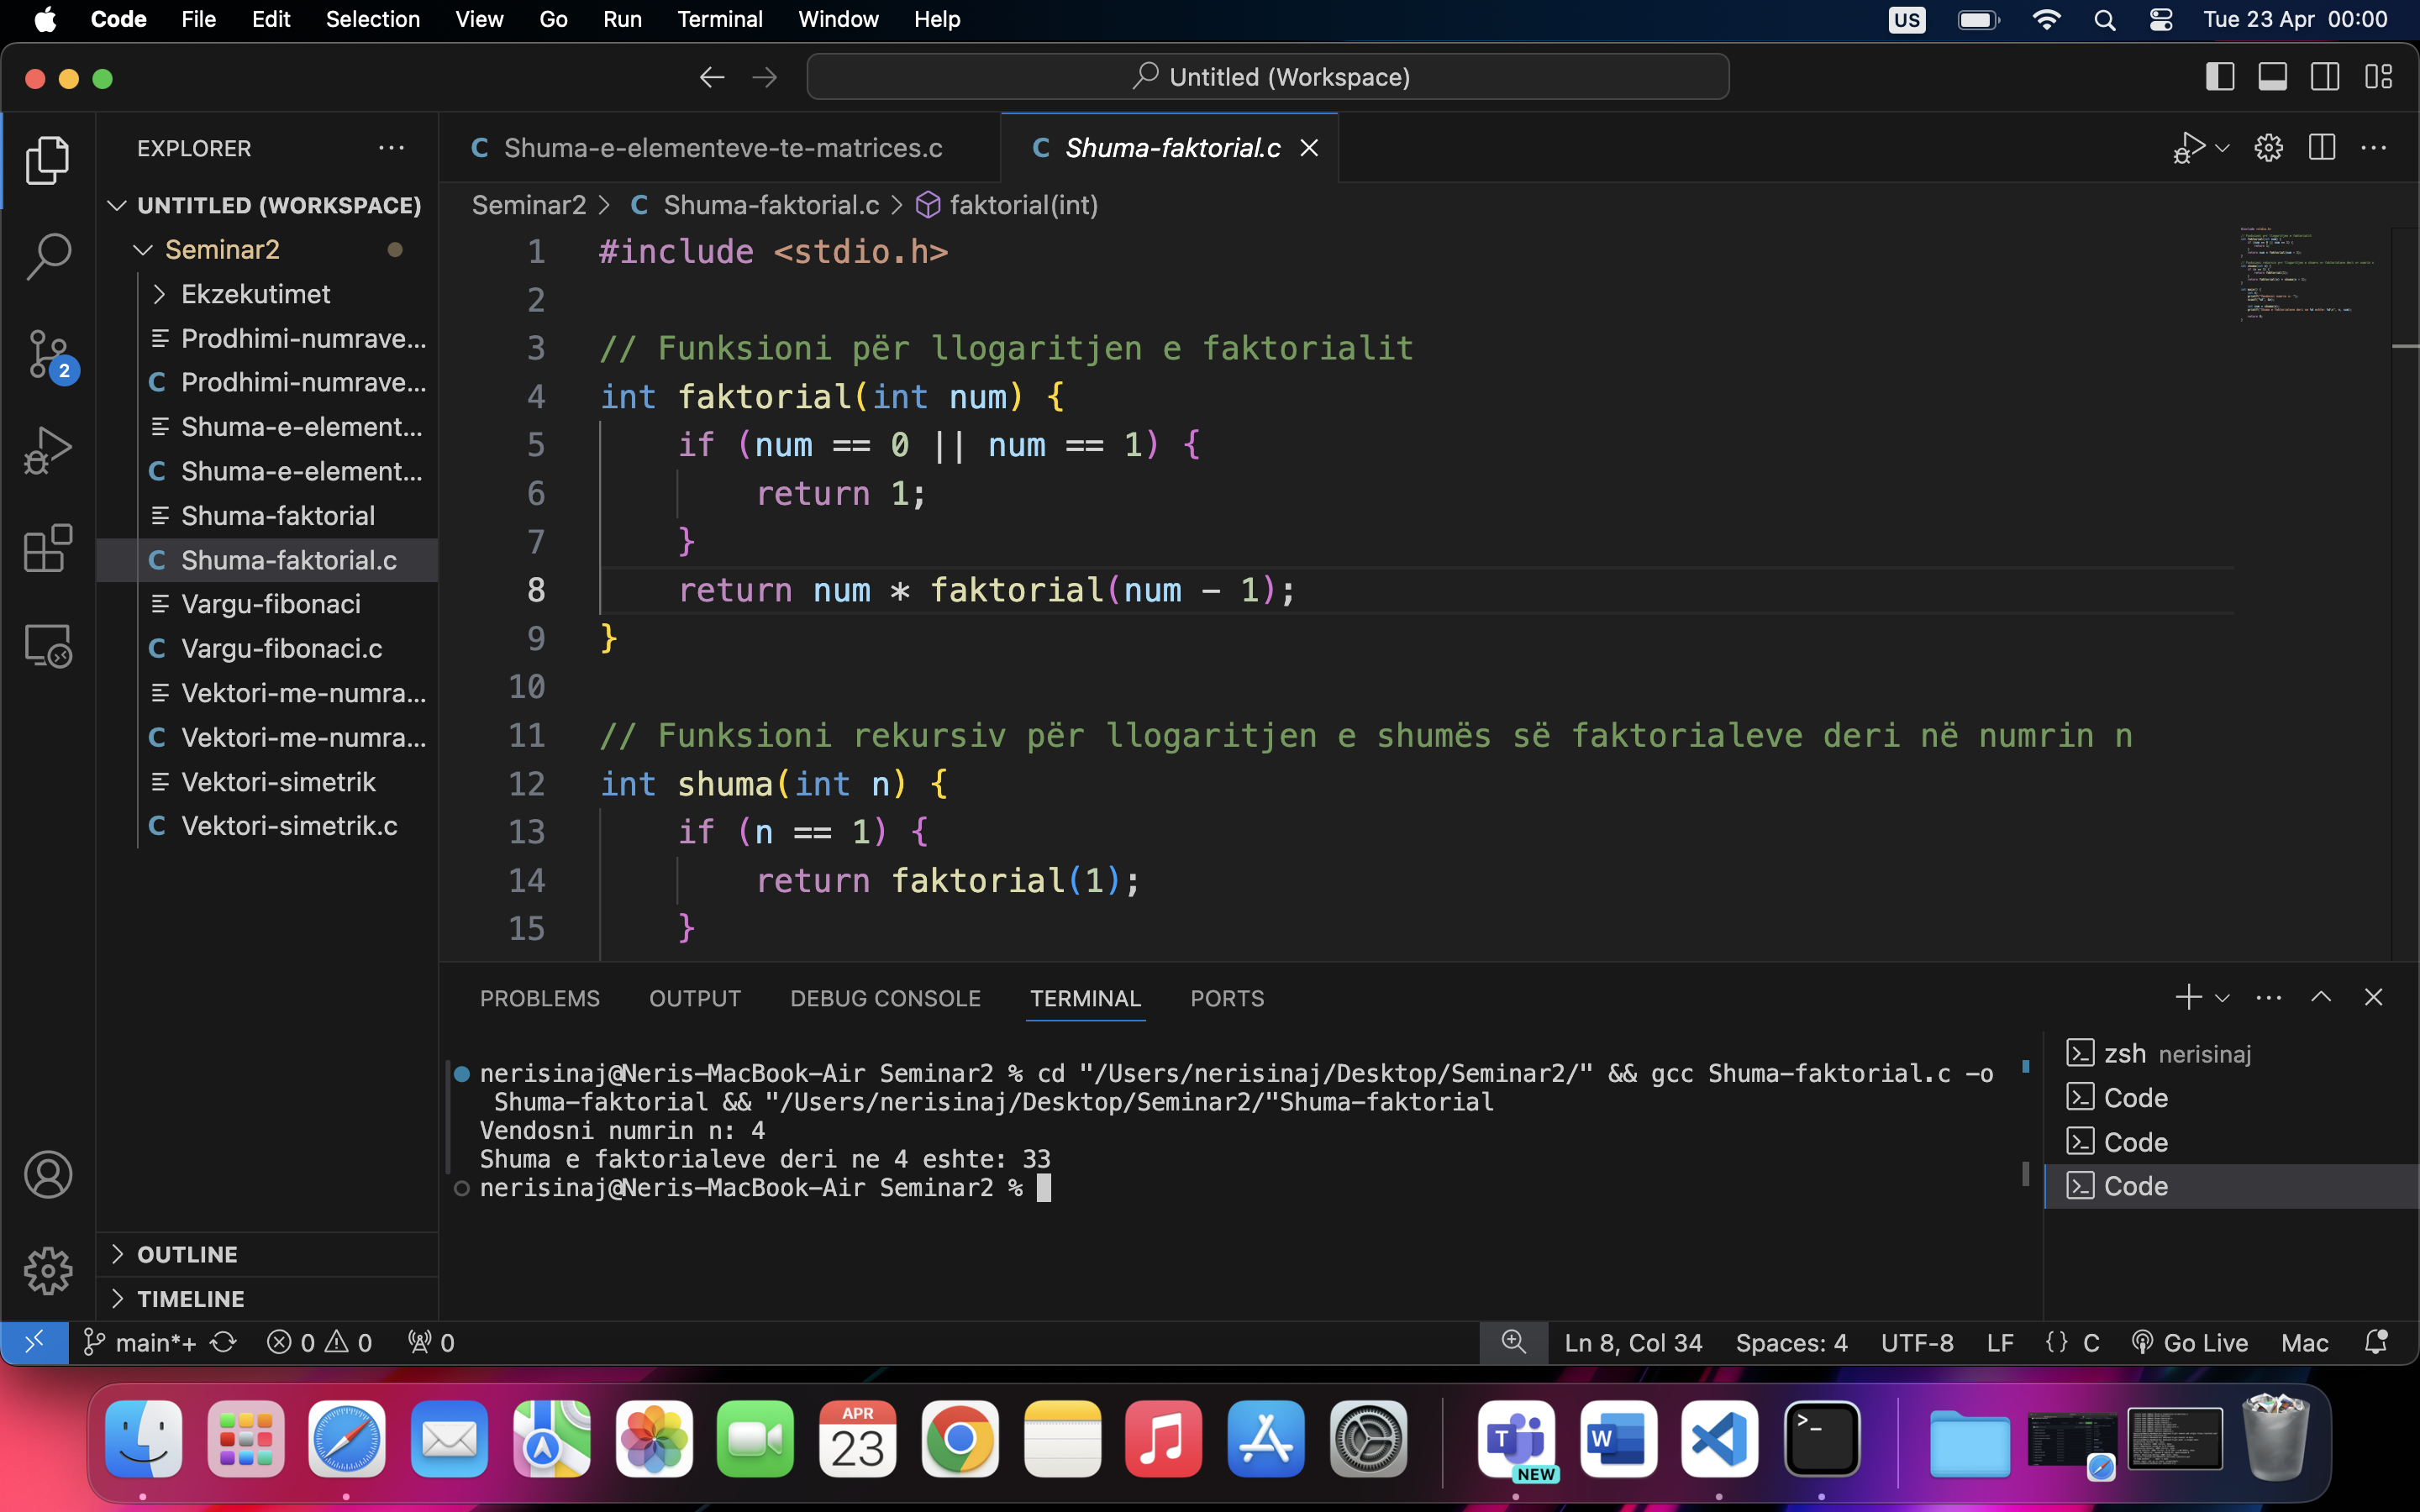 Code File Edit Selection View Go Run Terminal Window Help US Tue 23 Apr 00:00
Untitled (Workspace)
EXPLORER
UNTITLED (WORKSPACE)
Seminar2
Ekzekutimet
Prodhimi-numrave...
C Prodhimi-numrave...
Shuma-e-element...
C Shuma-e-element...
Shuma-faktorial
C Shuma-faktorial.c
Vargu-fibonaci
C Vargu-fibonaci.c
Vektori-me-numra...
C Vektori-me-numra...
Vektori-simetrik
C Vektori-simetrik.c
OUTLINE
TIMELINE
2
C Shuma-e-elementeve-te-matrices.c C Shuma-faktorial.c
Seminar2 > C Shuma-faktorial.c > faktorial(int)
1 #include <stdio.h>
2
3 // Funksioni për llogaritjen e faktorialit
4 int faktorial(int num) {
5 if (num == 0 || num == 1) {
6 return 1;
7 }
8 return num * faktorial(num - 1);
9 }
10
11 // Funksioni rekursiv për llogaritjen e shumës së faktorialeve deri në numrin n
12 int shuma(int n) {
13 if (n == 1) {
14 return faktorial(1);
15 }
PROBLEMS OUTPUT DEBUG CONSOLE TERMINAL PORTS
nerisinaj@Neris-MacBook-Air Seminar2 % cd "/Users/nerisinaj/Desktop/Seminar2/" && gcc Shuma-faktorial.c -o
Shuma-faktorial && "/Users/nerisinaj/Desktop/Seminar2/"Shuma-faktorial
Vendosni numrin n: 4
Shuma e faktorialeve deri ne 4 eshte: 33
nerisinaj@Neris-MacBook-Air Seminar2 %
zsh nerisinaj
Code
Code
Code
main*+ 0 0 0 Ln 8, Col 34 Spaces: 4 UTF-8 LF {} C Go Live Mac
APR
23
T
NEW
W
>_